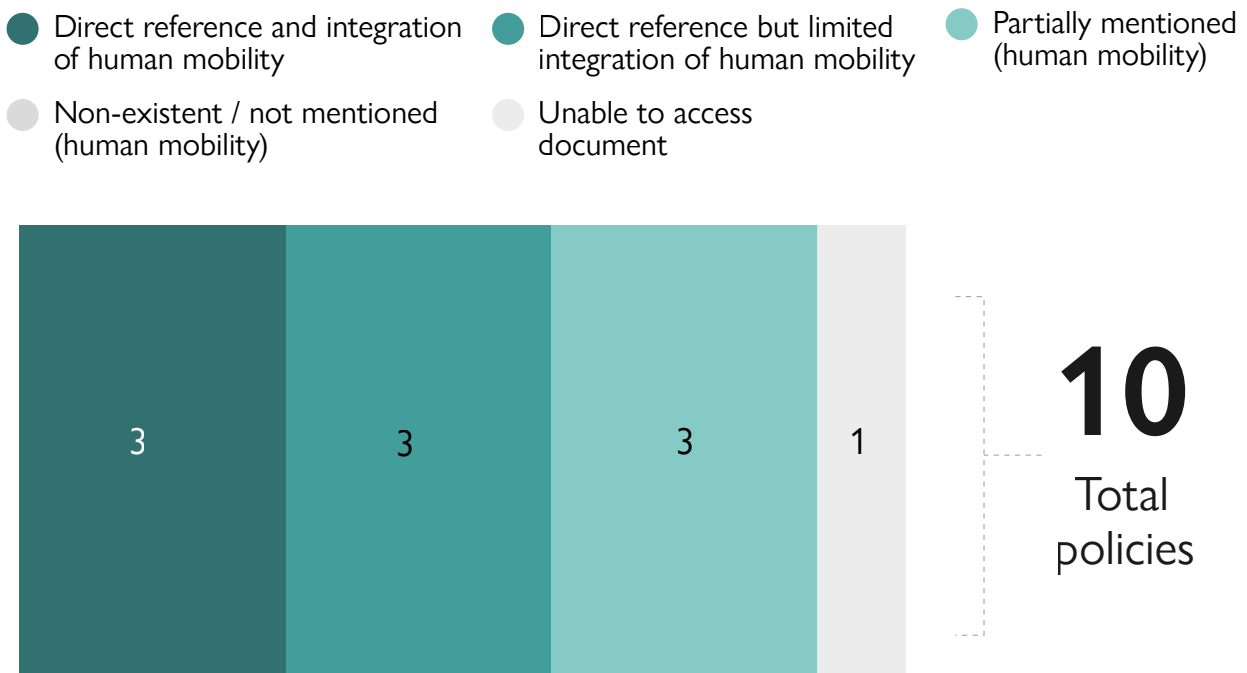 Direct reference and integration
of human mobility
Direct reference but limited
integration of human mobility
Partially mentioned
(human mobility)
Non-existent / not mentioned
(human mobility)
Unable to access
document
3
3
3
1
10
Total
policies